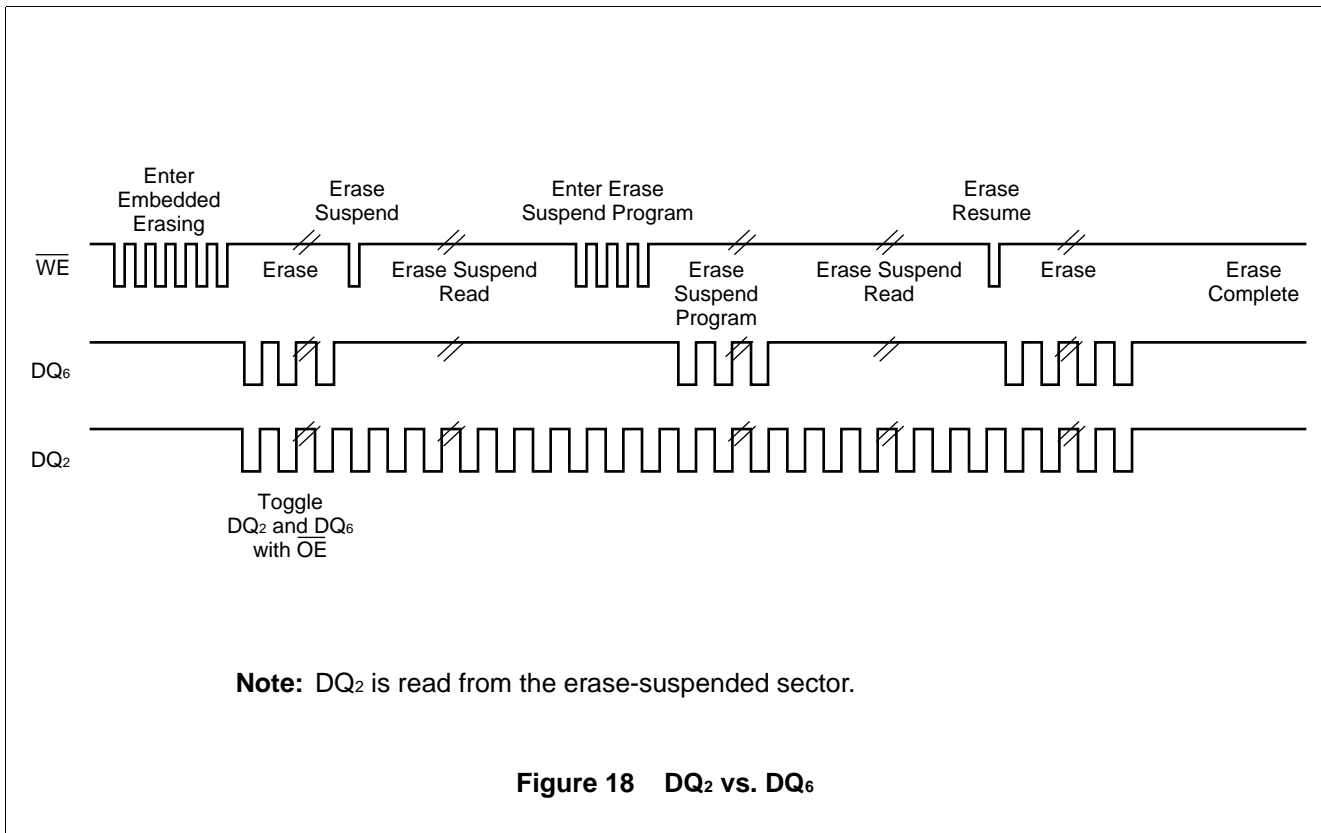 Enter
Embedded
Erasing
Erase
Suspend
Enter Erase
Suspend Program
Erase
Resume
WE
Erase
Erase Suspend
Read
Erase
Suspend
Program
Erase Suspend
Read
Erase
Erase
Complete
DQ6
DQ2
Toggle
DQ2 and DQ6
with OE
Note: DQ2 is read from the erase-suspended sector.
Figure 18 DQ2 vs. DQ6